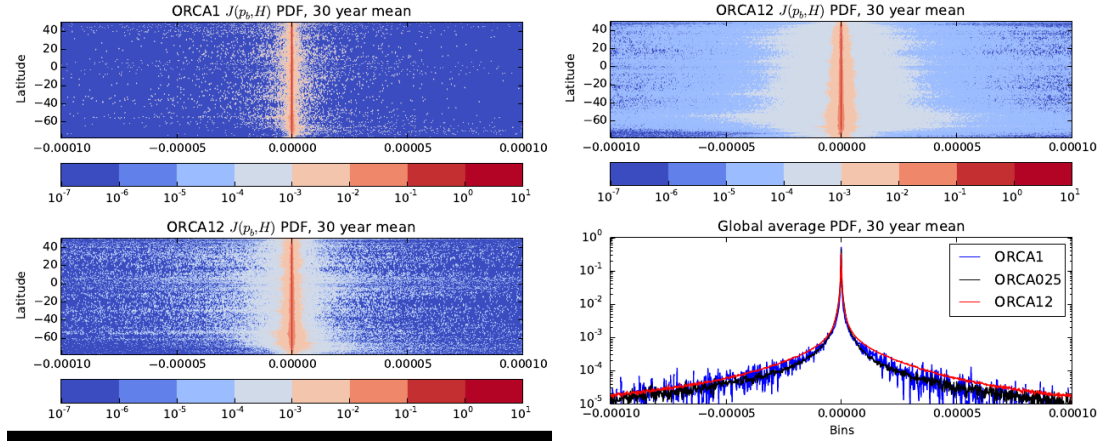 ORCA1 J(p_b,H) PDF, 30 year mean
Latitude
40
20
0
−20
−40
−60
−0.00010 −0.00005 0.00000 0.00005 0.00010
10^-7 10^-6 10^-5 10^-4 10^-3 10^-2 10^-1 10^0 10^1
ORCA12 J(p_b,H) PDF, 30 year mean
Latitude
40
20
0
−20
−40
−60
−0.00010 −0.00005 0.00000 0.00005 0.00010
10^-7 10^-6 10^-5 10^-4 10^-3 10^-2 10^-1 10^0 10^1
ORCA12 J(p_b,H) PDF, 30 year mean
Latitude
40
20
0
−20
−40
−60
−0.00010 −0.00005 0.00000 0.00005 0.00010
10^-7 10^-6 10^-5 10^-4 10^-3 10^-2 10^-1 10^0 10^1
Global average PDF, 30 year mean
10^0
10^-1
10^-2
10^-3
10^-4
10^-5
ORCA1
ORCA025
ORCA12
−0.00010 −0.00005 0.00000 0.00005 0.00010
Bins